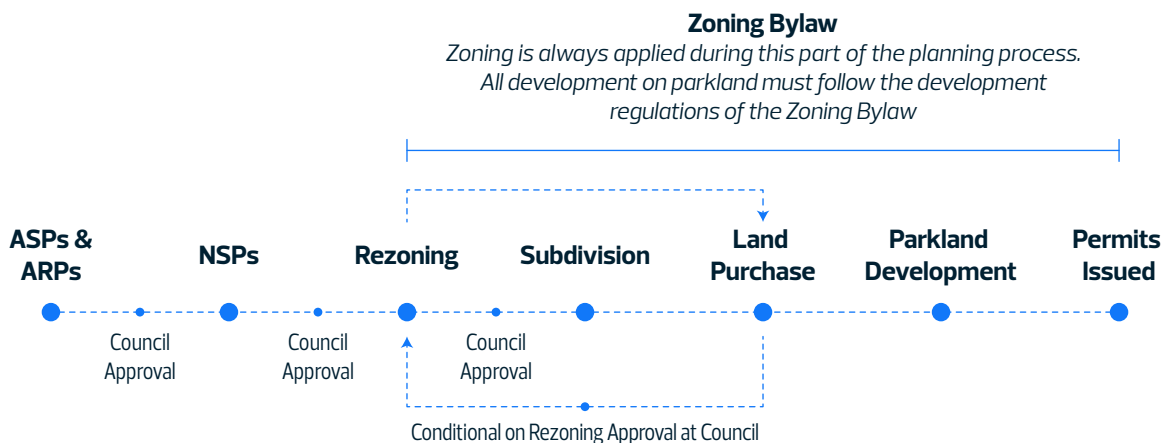 Zoning Bylaw
Zoning is always applied during this part of the planning process.
All development on parkland must follow the development
regulations of the Zoning Bylaw
ASPs &
ARPs
NSPs
Rezoning
Subdivision
Land
Purchase
Parkland
Development
Permits
Issued
Council
Approval
Council
Approval
Council
Approval
Conditional on Rezoning Approval at Council